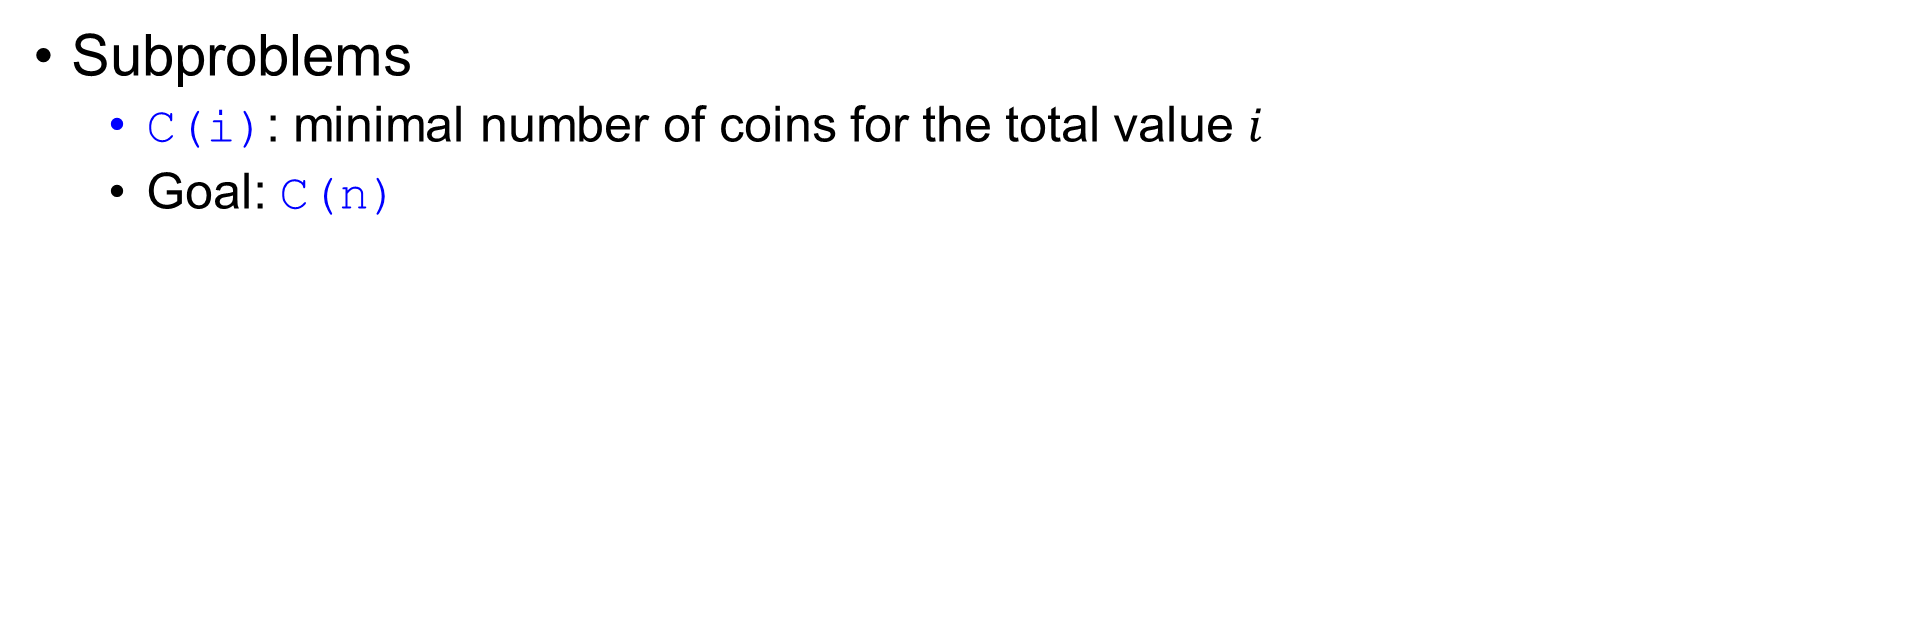 • Subproblems
• C(i): minimal number of coins for the total value i
• Goal: C(n)